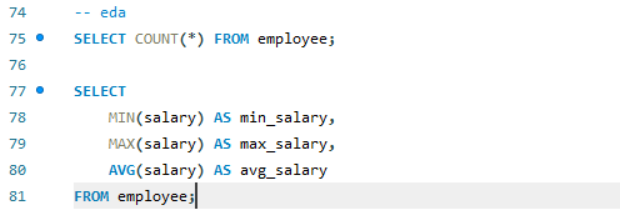 74 -- eda
75 SELECT COUNT(*) FROM employee;
76
77 SELECT
78 MIN(salary) AS min_salary,
79 MAX(salary) AS max_salary,
80 AVG(salary) AS avg_salary
81 FROM employee;